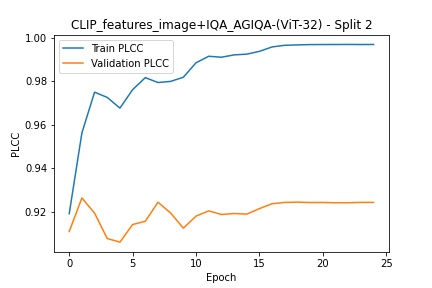 CLIP_features_image+IQA_AGIQA-(ViT-32) - Split 2
1.00
0.98
0.96
0.94
0.92
PLCC
Train PLCC
Validation PLCC
0 5 10 15 20 25
Epoch